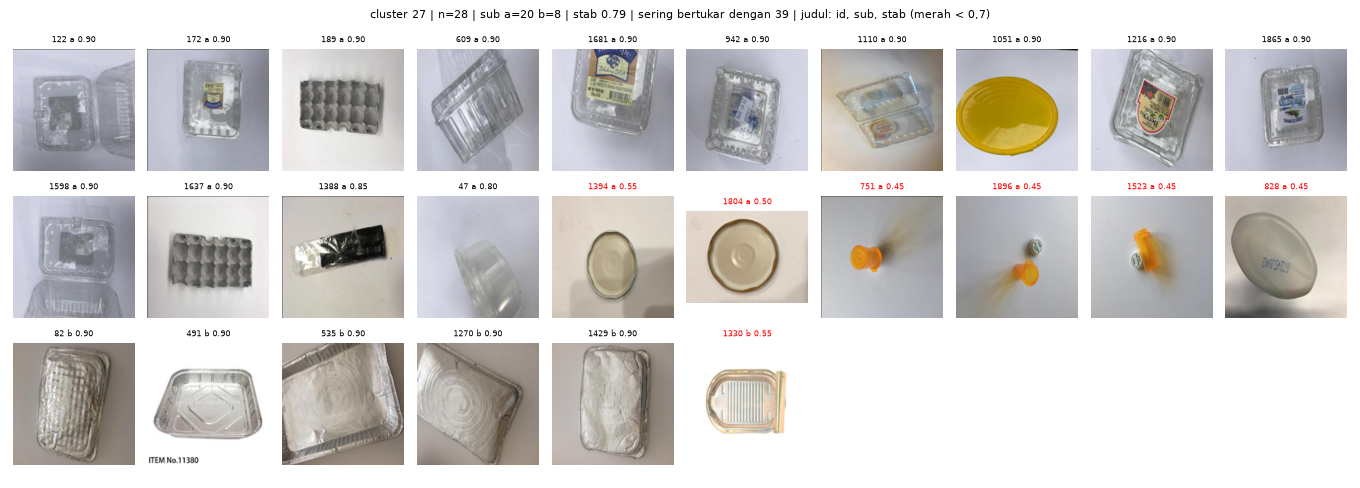 cluster 27 | n=28 | sub a=20 b=8 | stab 0.79 | sering bertukar dengan 39 | judul: id, sub, stab (merah < 0,7)
122 a 0.90
172 a 0.90
189 a 0.90
609 a 0.90
1681 a 0.90
942 a 0.90
1110 a 0.90
1051 a 0.90
1216 a 0.90
1865 a 0.90
1598 a 0.90
1637 a 0.90
1388 a 0.85
47 a 0.80
1394 a 0.55
1804 a 0.50
751 a 0.45
1896 a 0.45
1523 a 0.45
828 a 0.45
82 b 0.90
491 b 0.90
535 b 0.90
1270 b 0.90
1429 b 0.90
1330 b 0.55
ITEM No.11380